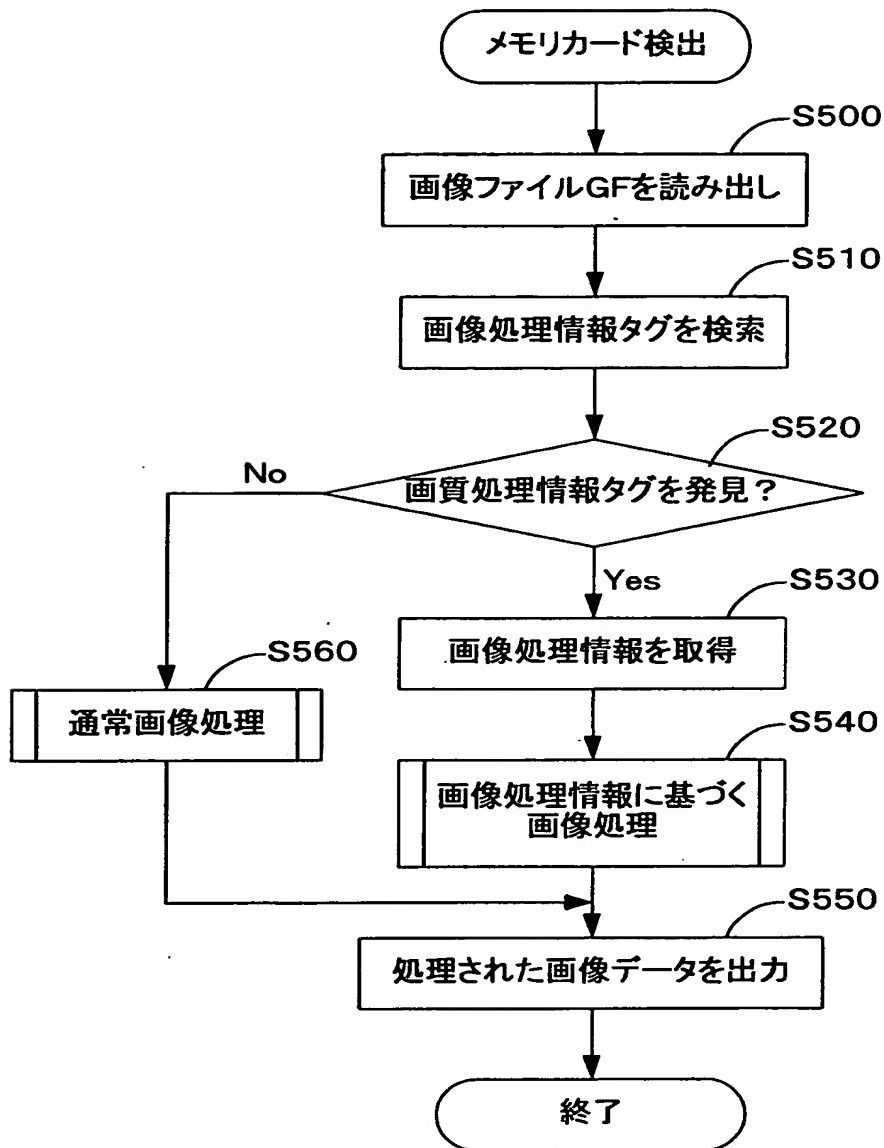 メモリカード検出
S500
画像ファイルGFを読み出し
S510
画像処理情報タグを検索
S520
画質処理情報タグを発見？
No
Yes
S530
画像処理情報を取得
S560
通常画像処理
S540
画像処理情報に基づく
画像処理
S550
処理された画像データを出力
終了